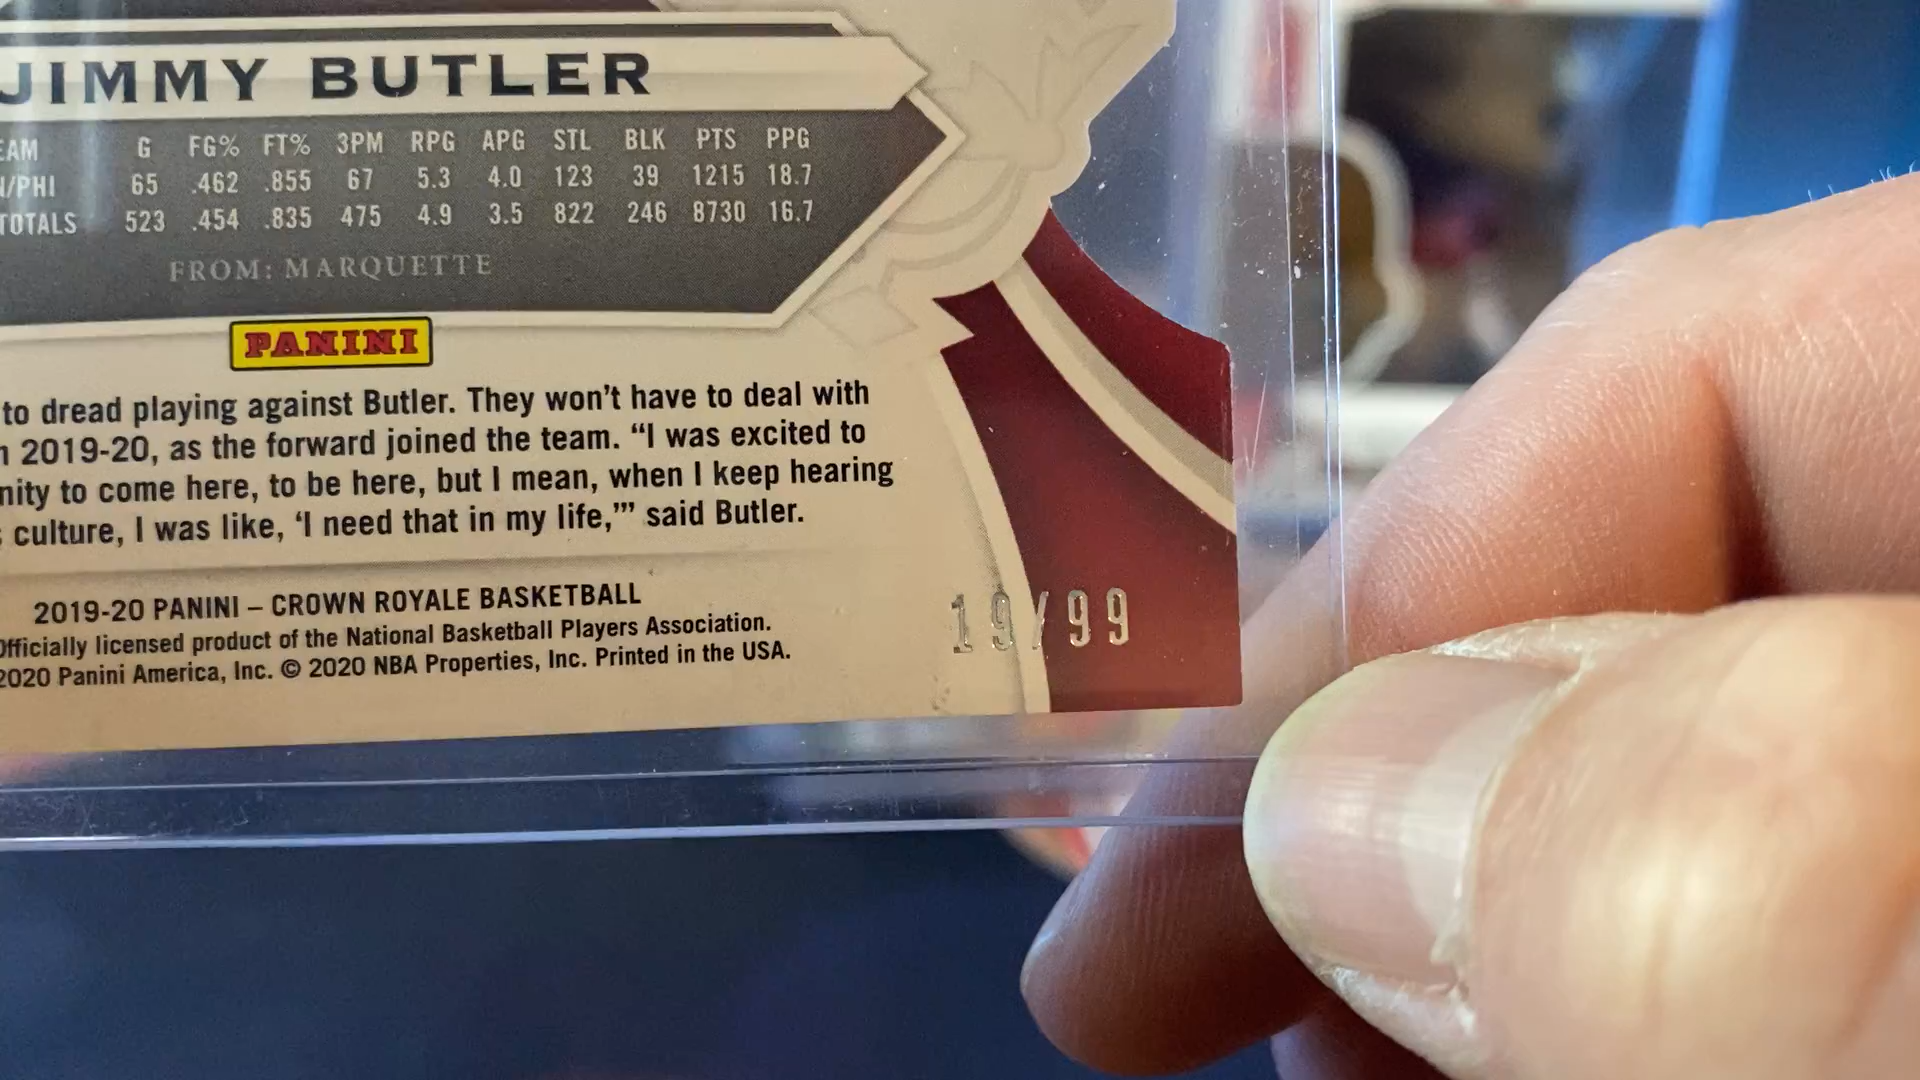 JIMMY BUTLER
EAM G FG% FT% 3PM RPG APG STL BLK PTS PPG
/PHI 65 .462 .855 67 5.3 4.0 123 39 1215 18.7
TOTALS 523 .454 .835 475 4.9 3.5 822 246 8730 16.7
FROM: MARQUETTE
PANINI
to dread playing against Butler. They won't have to deal with
n 2019-20, as the forward joined the team. “I was excited to
nity to come here, to be here, but I mean, when I keep hearing
culture, I was like, ‘I need that in my life,’” said Butler.
2019-20 PANINI – CROWN ROYALE BASKETBALL
Officially licensed product of the National Basketball Players Association.
2020 Panini America, Inc. © 2020 NBA Properties, Inc. Printed in the USA.
19/99